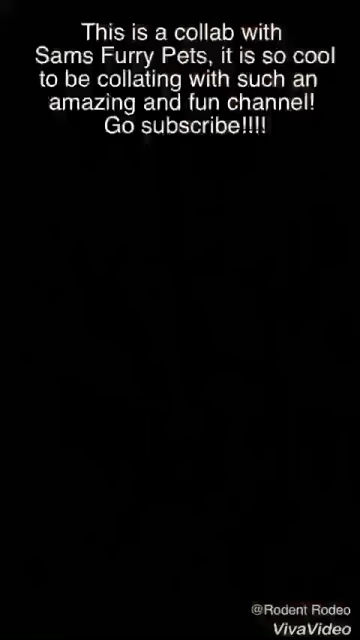 This is a collab with
Sams Furry Pets, it is so cool
to be collating with such an
amazing and fun channel!
Go subscribe!!!!
@Rodent Rodeo
VivaVideo